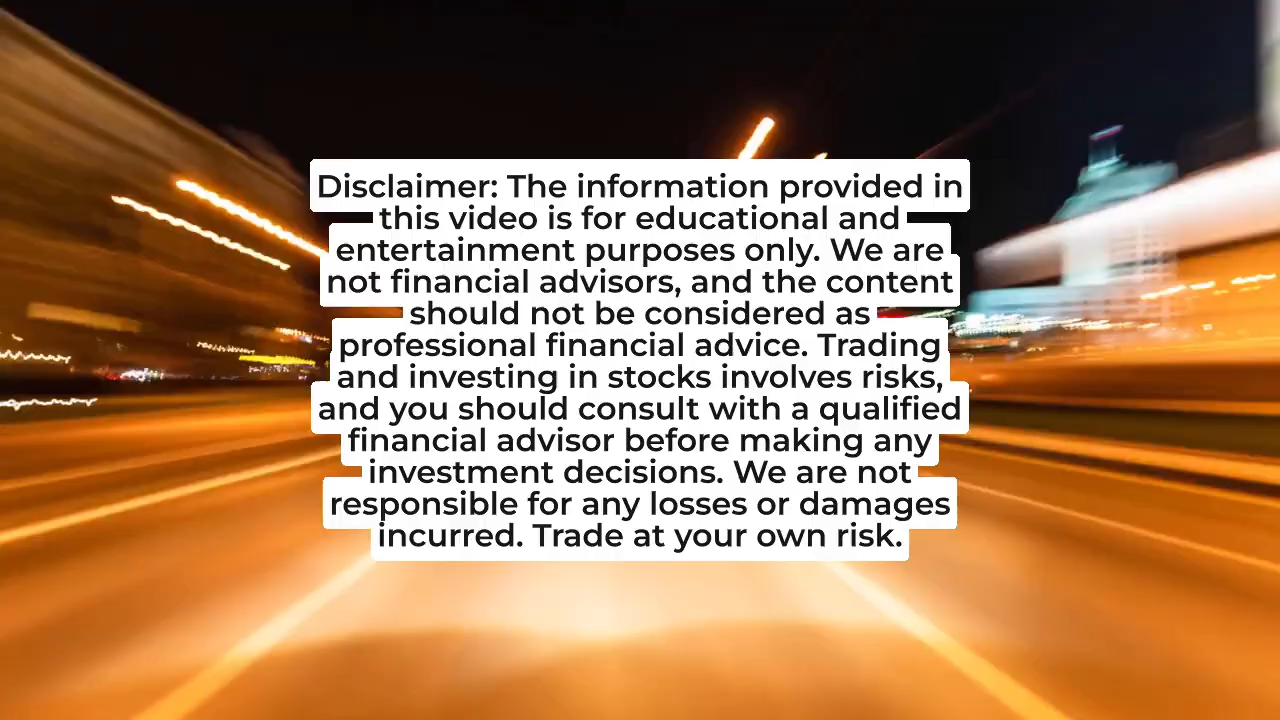 Disclaimer: The information provided in
this video is for educational and
entertainment purposes only. We are
not financial advisors, and the content
should not be considered as
professional financial advice. Trading
and investing in stocks involves risks,
and you should consult with a qualified
financial advisor before making any
investment decisions. We are not
responsible for any losses or damages
incurred. Trade at your own risk.